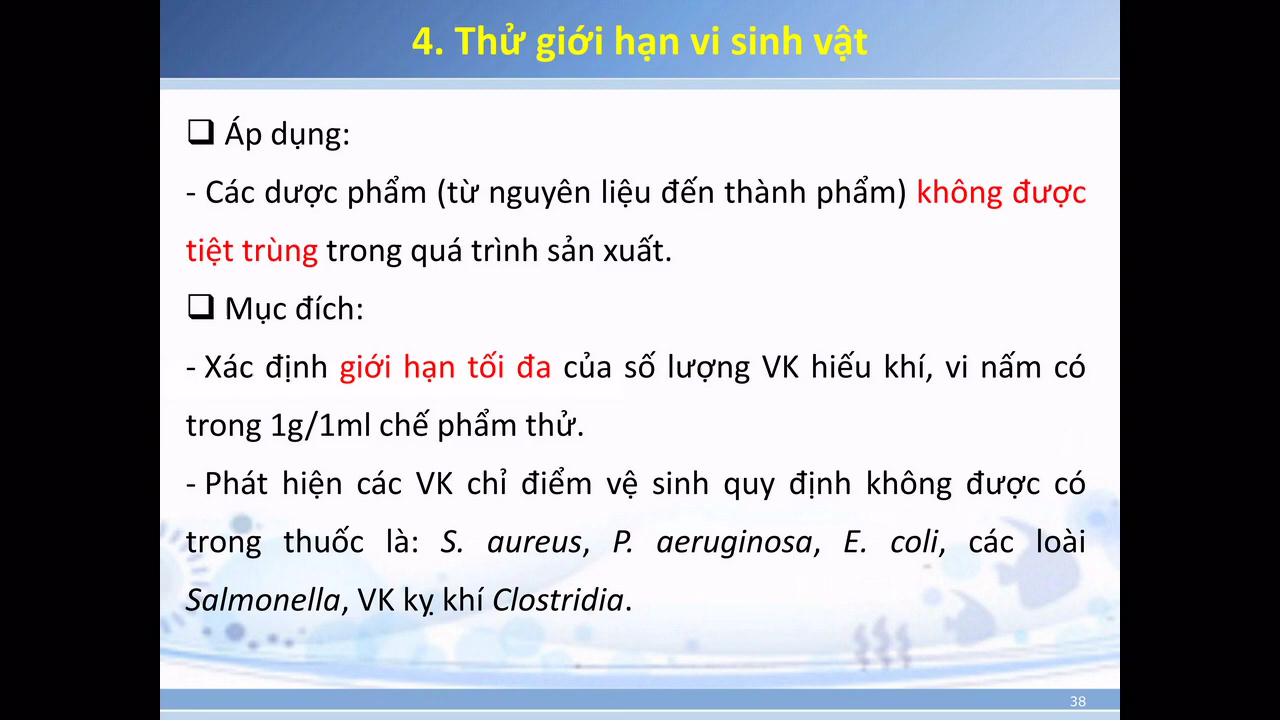 4. Thử giới hạn vi sinh vật
❑ Áp dụng:
- Các dược phẩm (từ nguyên liệu đến thành phẩm) không được
tiệt trùng trong quá trình sản xuất.
❑ Mục đích:
- Xác định giới hạn tối đa của số lượng VK hiếu khí, vi nấm có
trong 1g/1ml chế phẩm thử.
- Phát hiện các VK chỉ điểm vệ sinh quy định không được có
trong thuốc là: S. aureus, P. aeruginosa, E. coli, các loài
Salmonella, VK kỵ khí Clostridia.
38